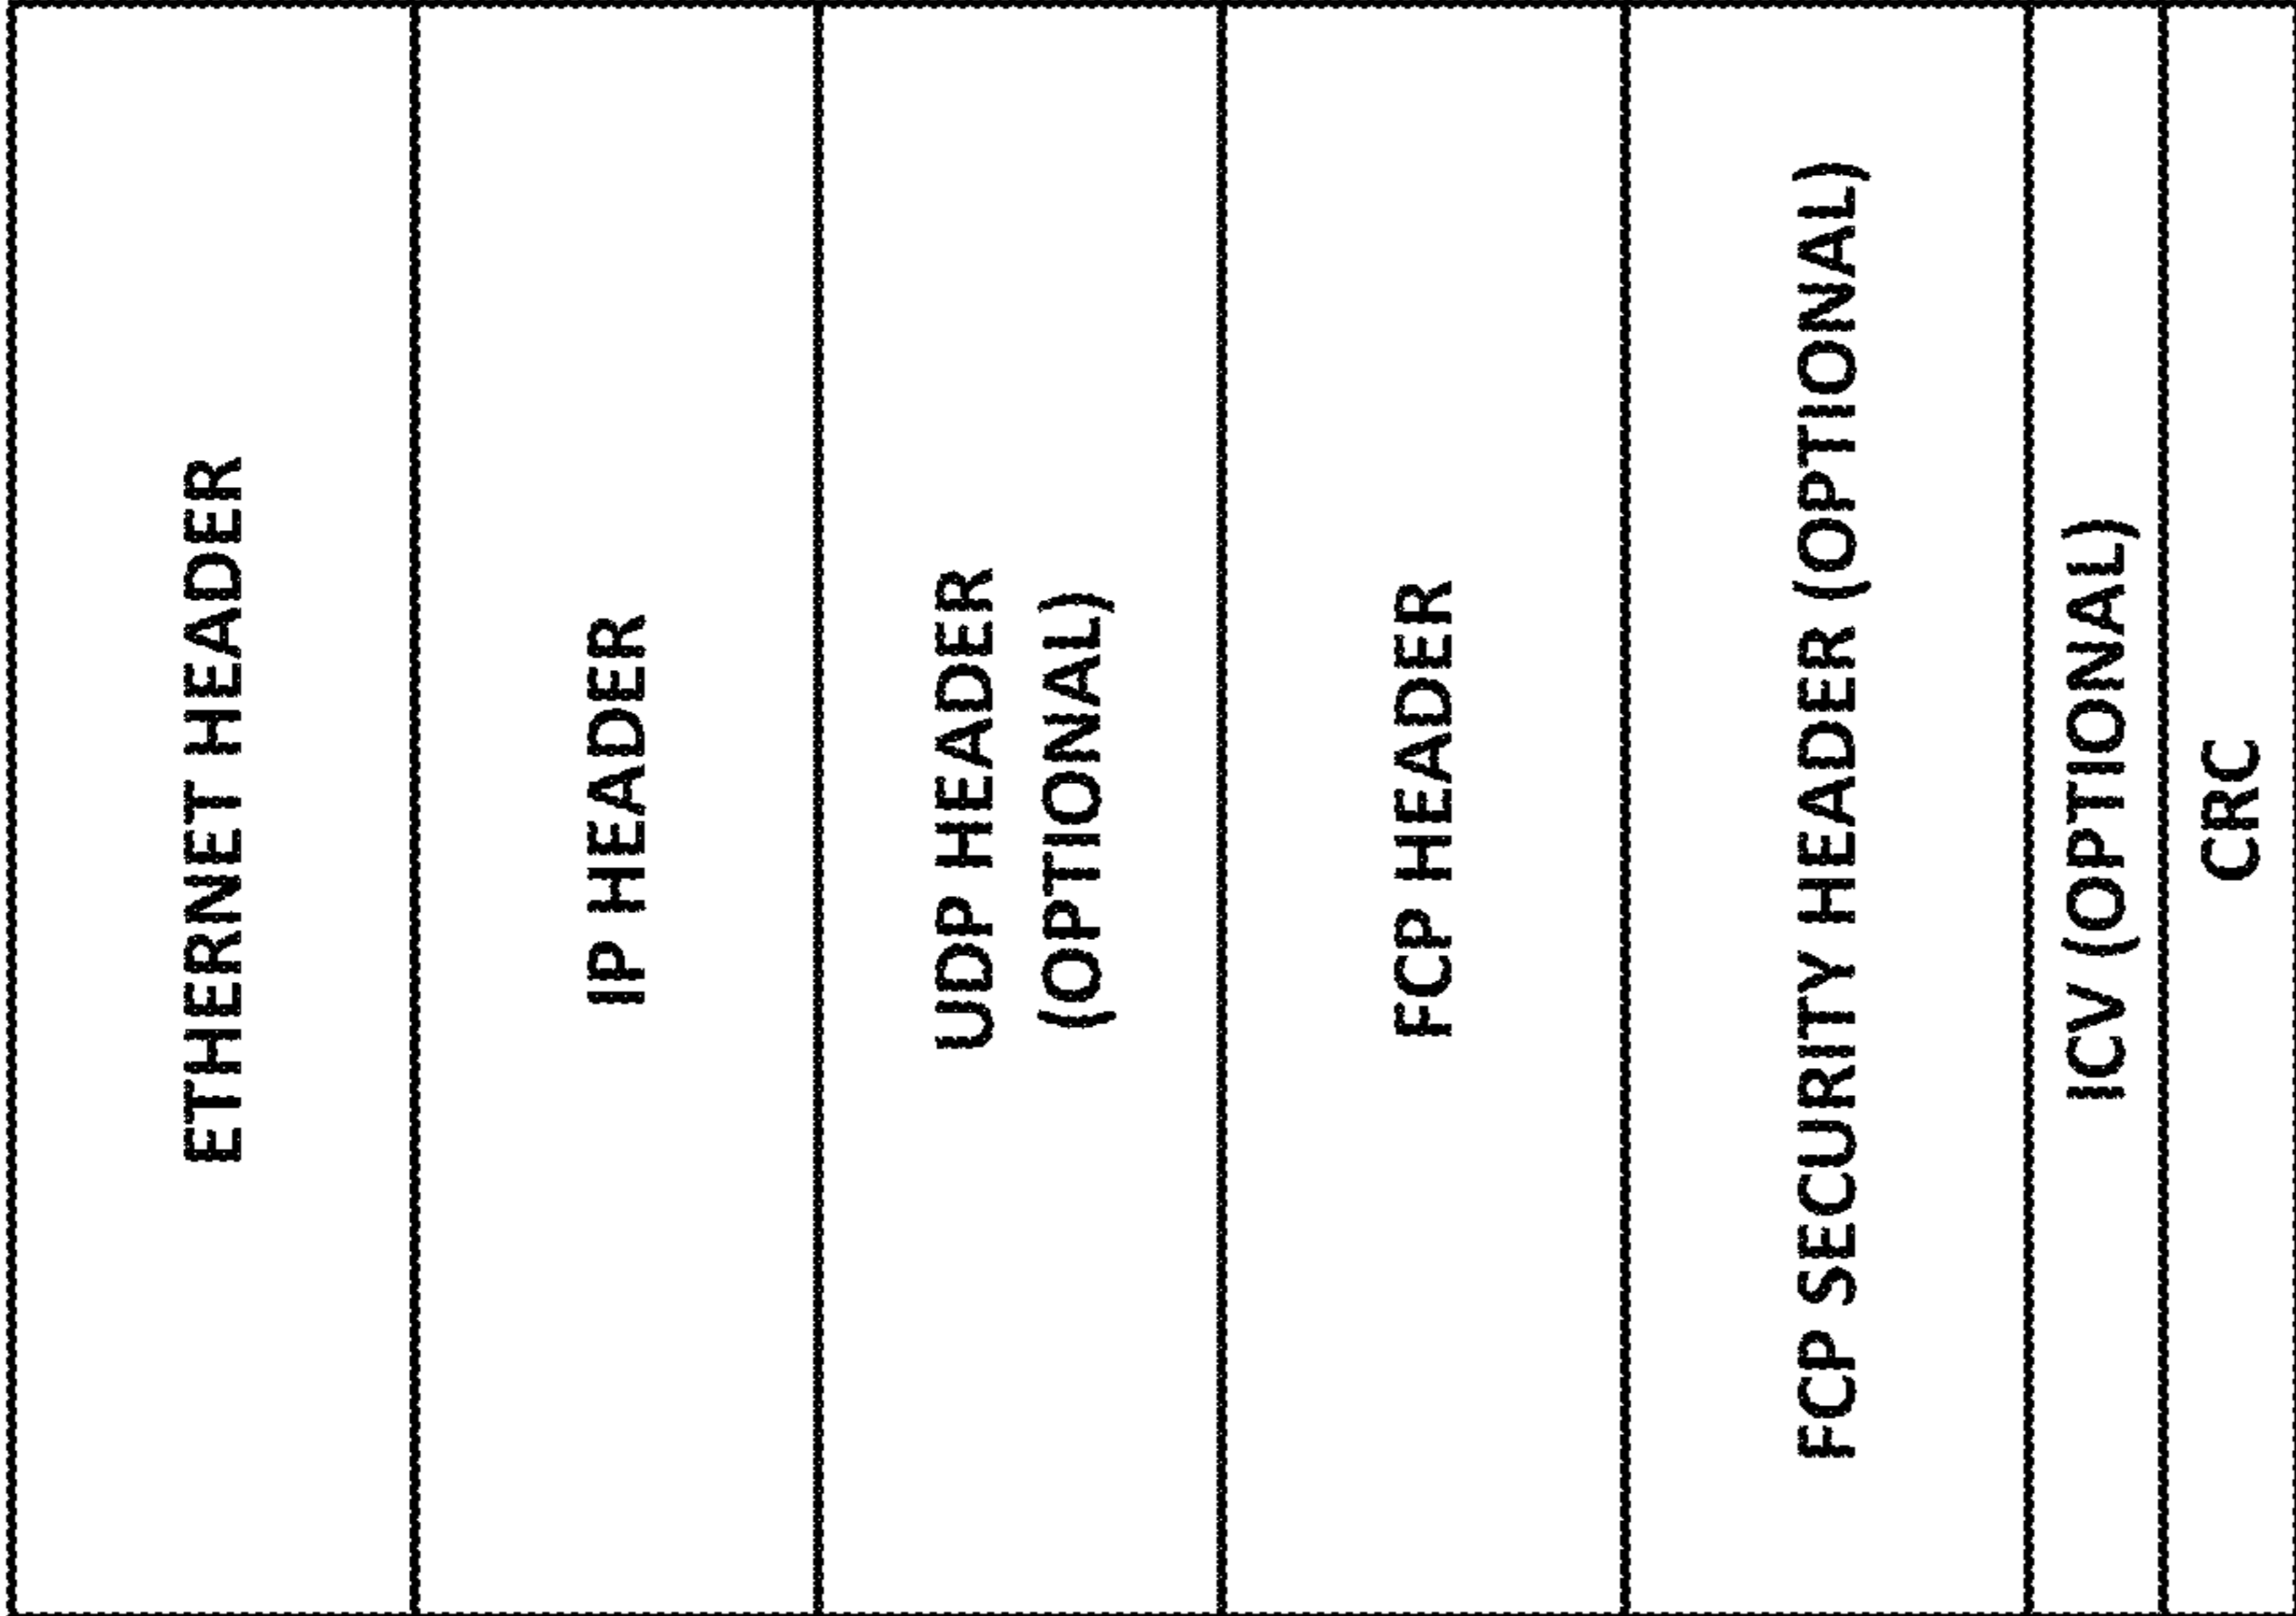 ETHERNET HEADER
IP HEADER
UDP HEADER
(OPTIONAL)
FCP HEADER
FCP SECURITY HEADER (OPTIONAL)
ICV (OPTIONAL)
CRC